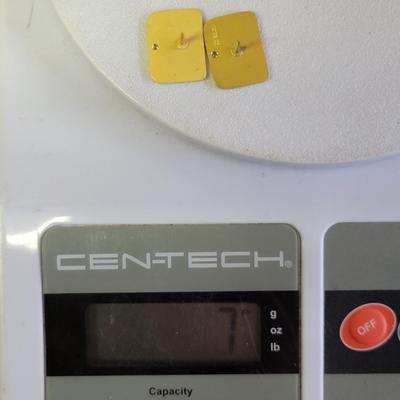 CEN-TECH®
7
g
oz
lb
OFF
Capacity